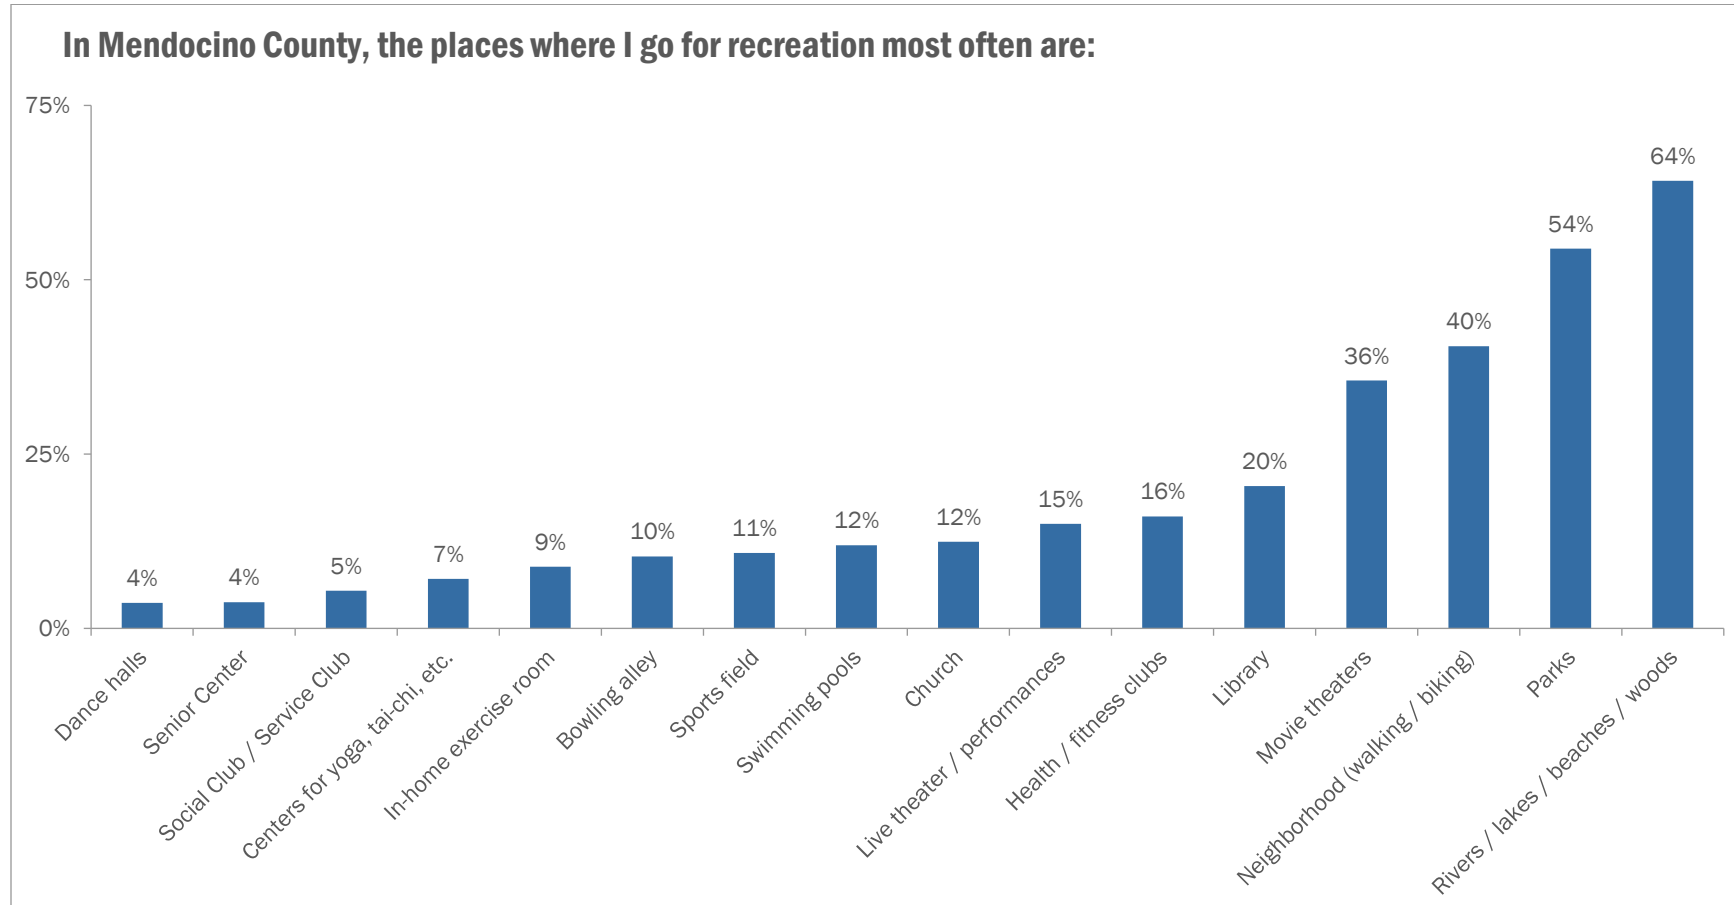 In Mendocino County, the places where I go for recreation most often are:
75%
50%
25%
0%
4%
4%
5%
7%
9%
10%
11%
12%
12%
15%
16%
20%
36%
40%
54%
64%
Dance halls
Senior Center
Social Club / Service Club
Centers for yoga, tai-chi, etc.
In-home exercise room
Bowling alley
Sports field
Swimming pools
Church
Live theater / performances
Health / fitness clubs
Library
Movie theaters
Neighborhood (walking / biking)
Parks
Rivers / lakes / beaches / woods